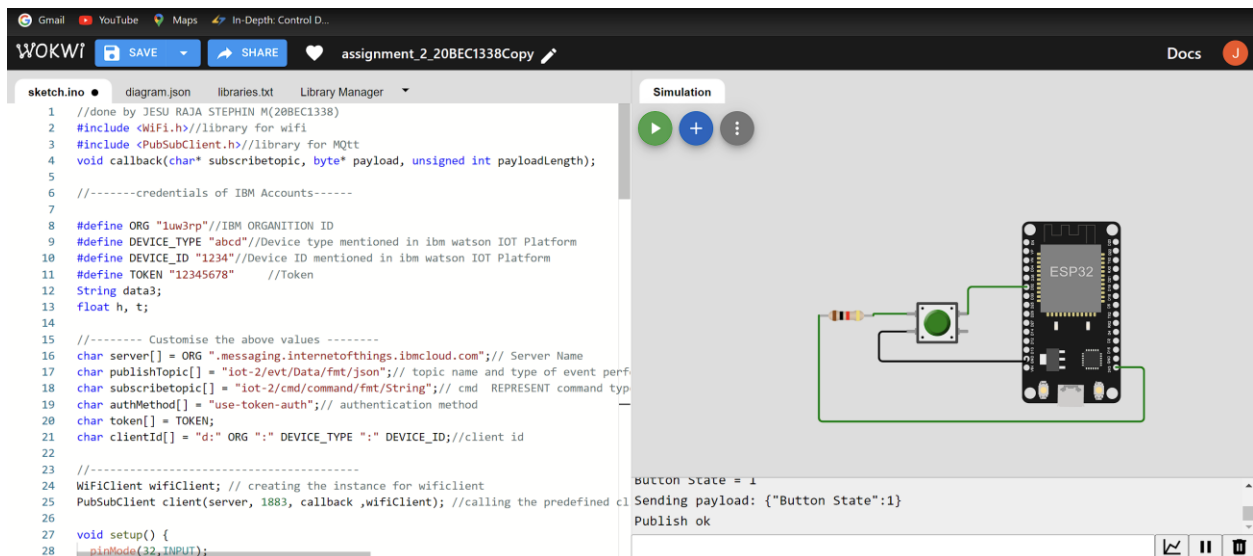 Gmail YouTube Maps In-Depth: Control D...
WOKWi SAVE SHARE assignment_2_20BEC1338Copy Docs J
sketch.ino ● diagram.json libraries.txt Library Manager
1 //done by JESU RAJA STEPHIN M(20BEC1338)
2 #include <WiFi.h>//library for wifi
3 #include <PubSubClient.h>//library for MQtt
4 void callback(char* subscribetopic, byte* payload, unsigned int payloadLength);
5
6 //-------credentials of IBM Accounts------
7
8 #define ORG "1uw3rp"//IBM ORGANITION ID
9 #define DEVICE_TYPE "abcd"//Device type mentioned in ibm watson IOT Platform
10 #define DEVICE_ID "1234"//Device ID mentioned in ibm watson IOT Platform
11 #define TOKEN "12345678"     //Token
12 String data3;
13 float h, t;
14
15 //-------- Customise the above values --------
16 char server[] = ORG ".messaging.internetofthings.ibmcloud.com";// Server Name
17 char publishTopic[] = "iot-2/evt/Data/fmt/json";// topic name and type of event perf
18 char subscribetopic[] = "iot-2/cmd/command/fmt/String";// cmd  REPRESENT command typ
19 char authMethod[] = "use-token-auth";// authentication method
20 char token[] = TOKEN;
21 char clientId[] = "d:" ORG ":" DEVICE_TYPE ":" DEVICE_ID;//client id
22
23 //-----------------------------------------
24 WiFiClient wifiClient; // creating the instance for wificlient
25 PubSubClient client(server, 1883, callback ,wifiClient); //calling the predefined cl
26
27 void setup() {
28 pinMode(32,INPUT);
Simulation
ESP32
Button State = 1
Sending payload: {"Button State":1}
Publish ok